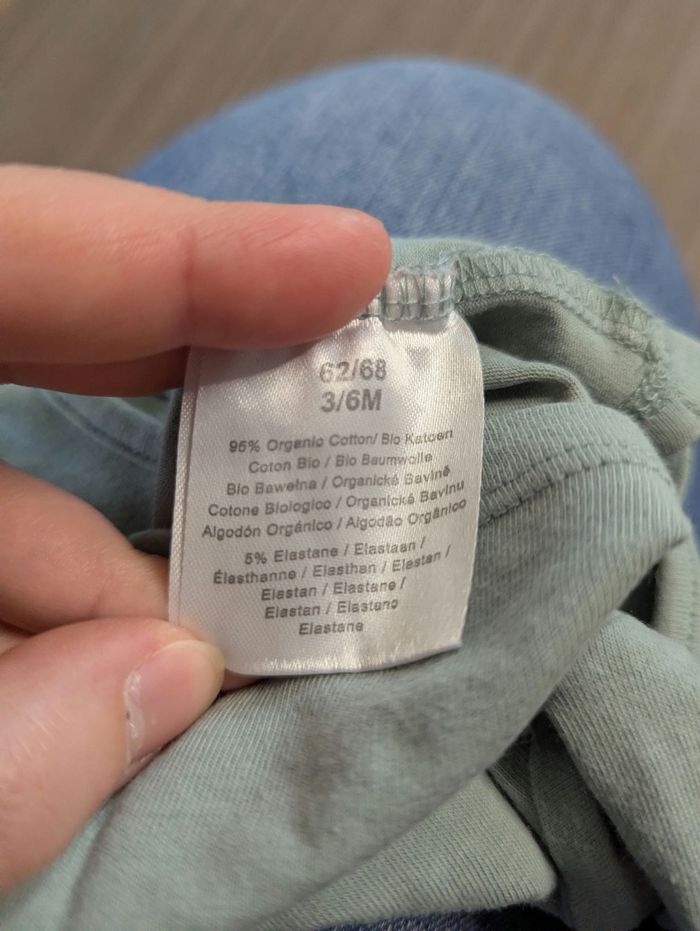 62/68
3/6M
95% Organic Cotton/ Bio Katoen
Coton Bio / Bio Baumwolle
Bio Bawełna / Organické Bavlně
Cotone Biologico / Organická Bavlnu
Algodón Orgánico / Algodão Orgânico
5% Elastane / Elastaan /
Élasthanne / Elasthan / Elastan /
Elastan / Elastane /
Elastan / Elastano
Elastane